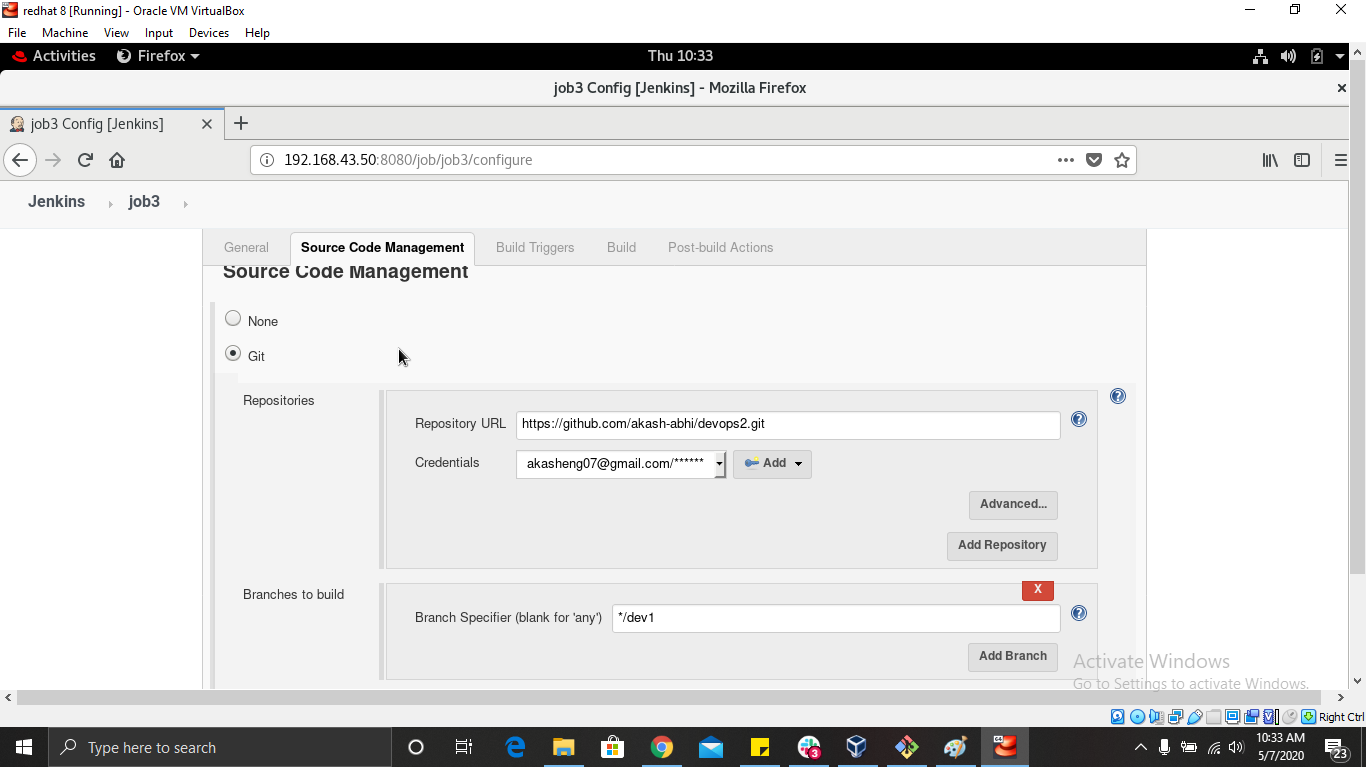 redhat 8 [Running] - Oracle VM VirtualBox
File Machine View Input Devices Help
Activities Firefox Thu 10:33
job3 Config [Jenkins] - Mozilla Firefox
job3 Config [Jenkins]
192.168.43.50:8080/job/job3/configure
Jenkins job3
General Source Code Management Build Triggers Build Post-build Actions
Source Code Management
None
Git
Repositories
Repository URL https://github.com/akash-abhi/devops2.git
Credentials akasheng07@gmail.com/****** Add
Advanced...
Add Repository
Branches to build
X
Branch Specifier (blank for 'any') */dev1
Add Branch
Activate Windows
Go to Settings to activate Windows.
Right Ctrl
Type here to search
3
10:33 AM
5/7/2020
23